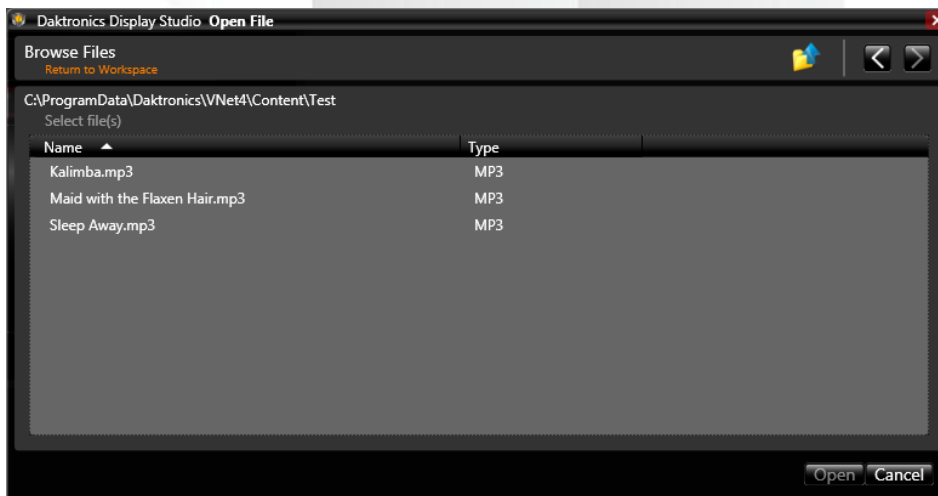 Daktronics Display Studio Open File
Browse Files
Return to Workspace
C:\ProgramData\Daktronics\VNet4\Content\Test
Select file(s)
Name Type
Kalimba.mp3 MP3
Maid with the Flaxen Hair.mp3 MP3
Sleep Away.mp3 MP3
Open Cancel